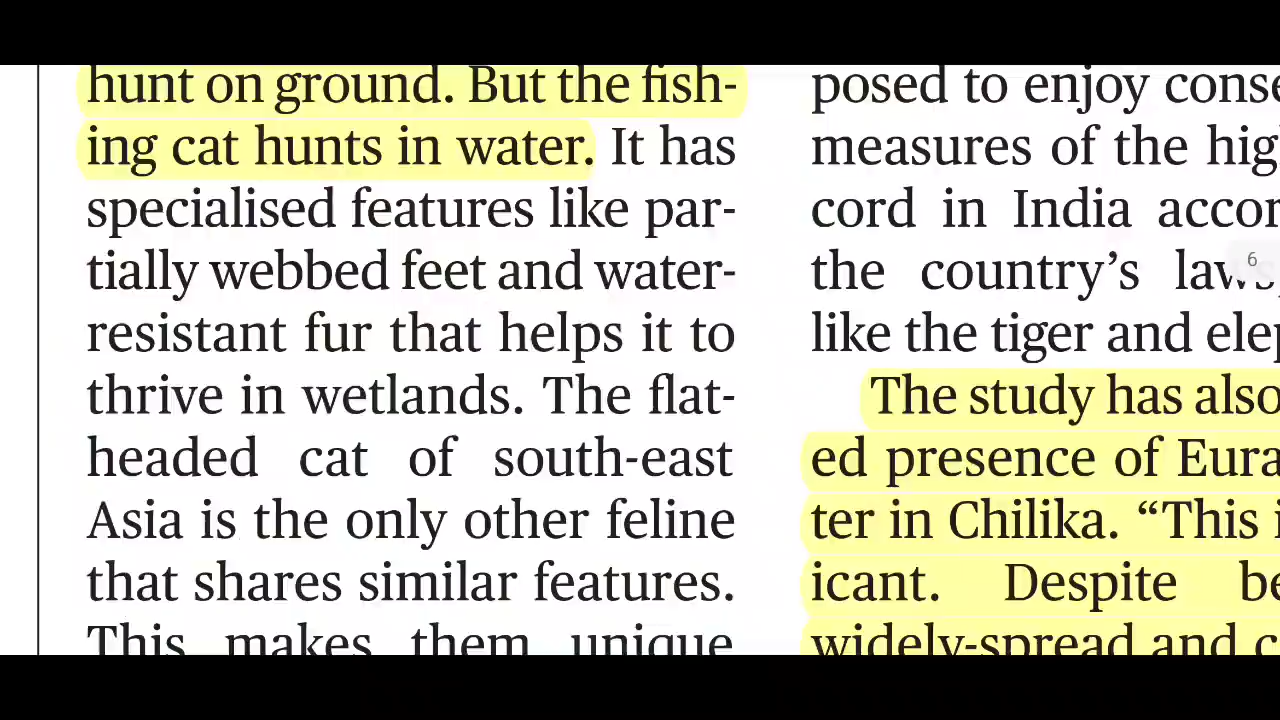 hunt on ground. But the fish-
ing cat hunts in water. It has
specialised features like par-
tially webbed feet and water-
resistant fur that helps it to
thrive in wetlands. The flat-
headed cat of south-east
Asia is the only other feline
that shares similar features.
This makes them unique
posed to enjoy conse
measures of the hig
cord in India accor
the country’s laws,
like the tiger and elep
The study has also
ed presence of Eura
ter in Chilika. “This i
icant. Despite be
widely-spread and c
6